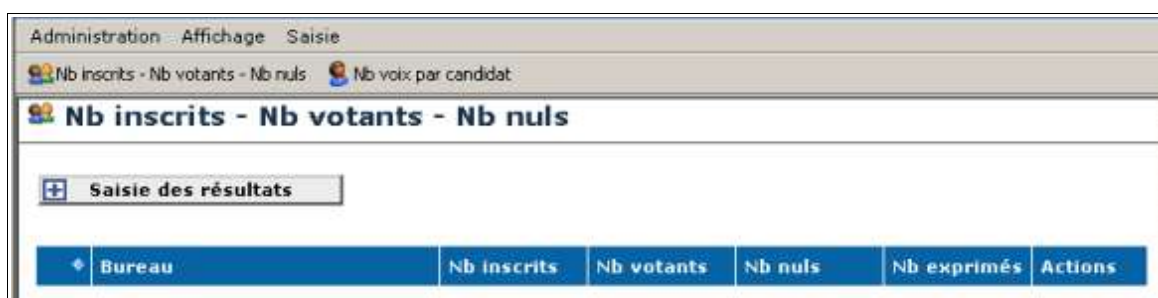 Administration Affichage Saisie
Nb inscrits - Nb votants - Nb nuls Nb voix par candidat
Nb inscrits - Nb votants - Nb nuls
Saisie des résultats
Bureau Nb inscrits Nb votants Nb nuls Nb exprimés Actions